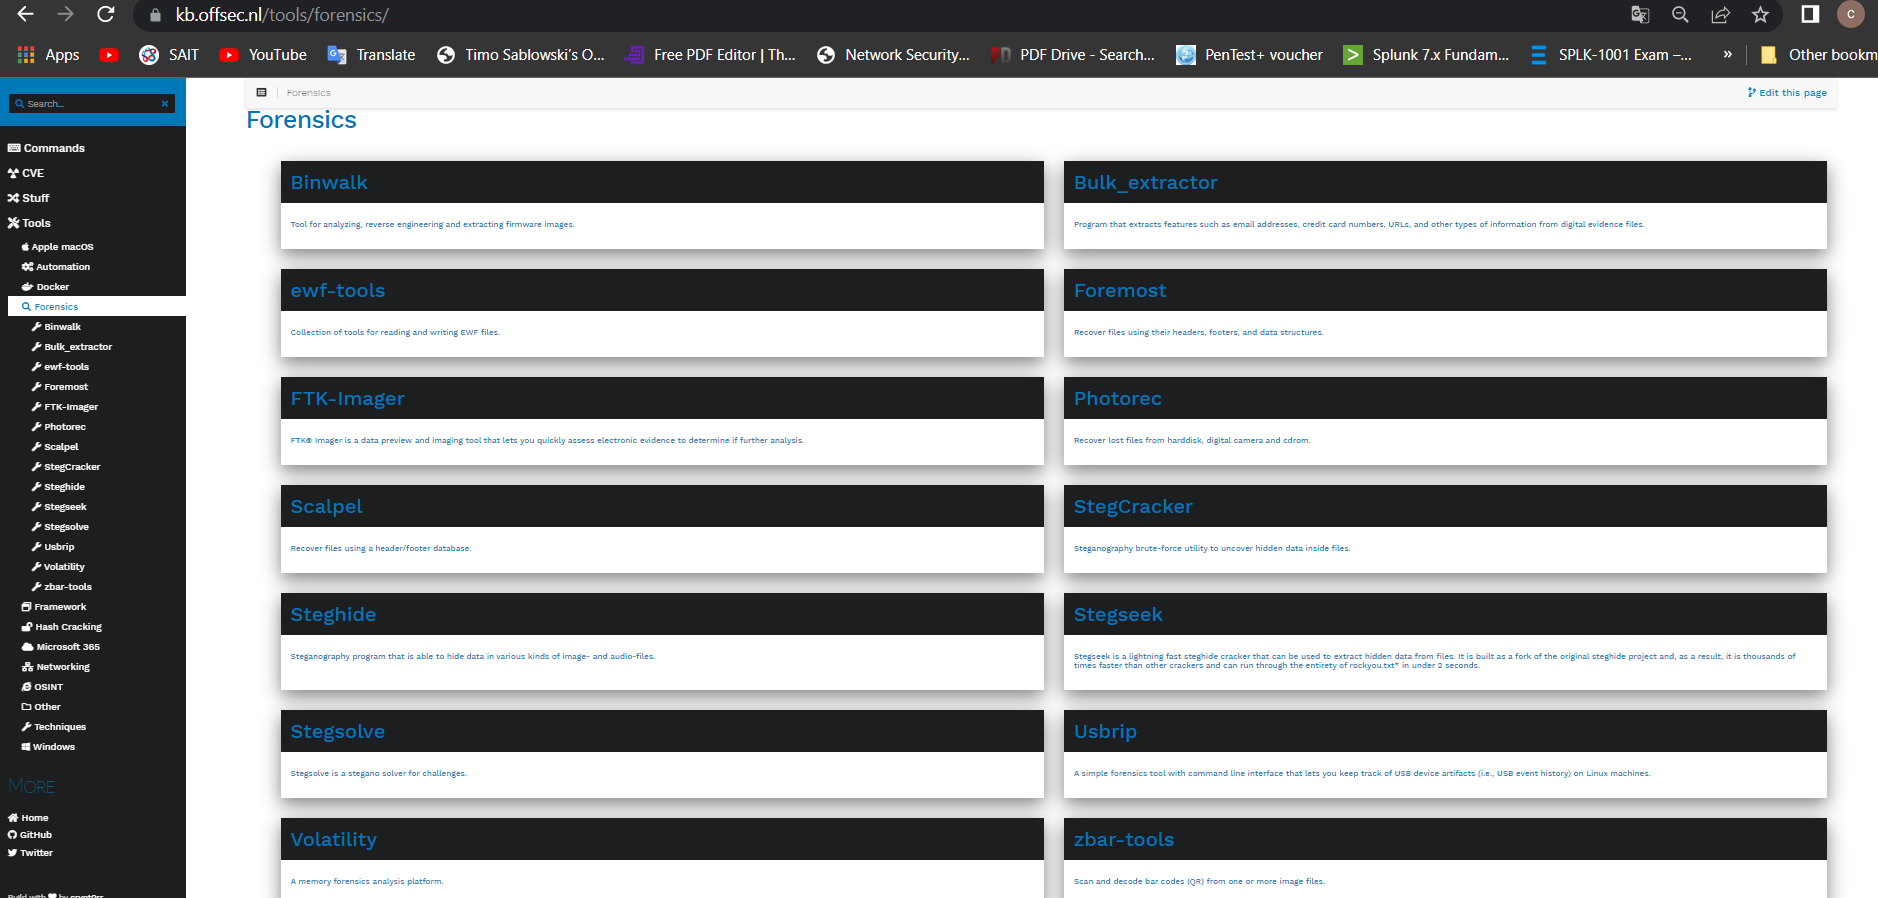 kb.offsec.nl/tools/forensics/
C
Apps
SAIT
YouTube
Translate
Timo Sablowski's O...
Free PDF Editor | Th...
Network Security,...
PDF Drive - Search...
PenTest+ voucher
Splunk 7.x Fundam...
SPLK-1001 Exam –...
»
Other bookm
Search...
Commands
CVE
Stuff
Tools
Apple macOS
Automation
Docker
Forensics
Binwalk
Bulk_extractor
ewf-tools
Foremost
FTK-Imager
Photorec
Scalpel
StegCracker
Steghide
Stegseek
Stegsolve
Usbrip
Volatility
zbar-tools
Framework
Hash Cracking
Microsoft 365
Networking
OSINT
Other
Techniques
Windows
MORE
Home
GitHub
Twitter
Build with by crypt0rr
Forensics
Edit this page
Forensics
Binwalk
Tool for analyzing, reverse engineering and extracting firmware images.
Bulk_extractor
Program that extracts features such as email addresses, credit card numbers, URLs, and other types of information from digital evidence files.
ewf-tools
Collection of tools for reading and writing EWF files.
Foremost
Recover files using their headers, footers, and data structures.
FTK-Imager
FTK® Imager is a data preview and imaging tool that lets you quickly assess electronic evidence to determine if further analysis.
Photorec
Recover lost files from harddisk, digital camera and cdrom.
Scalpel
Recover files using a header/footer database.
StegCracker
Steganography brute-force utility to uncover hidden data inside files.
Steghide
Steganography program that is able to hide data in various kinds of image- and audio-files.
Stegseek
Stegseek is a lightning fast steghide cracker that can be used to extract hidden data from files. It is built as a fork of the original steghide project and, as a result, it is thousands of
times faster than other crackers and can run through the entirety of rockyou.txt* in under 2 seconds.
Stegsolve
Stegsolve is a stegano solver for challenges.
Usbrip
A simple forensics tool with command line interface that lets you keep track of USB device artifacts (i.e., USB event history) on Linux machines.
Volatility
A memory forensics analysis platform.
zbar-tools
Scan and decode bar codes (QR) from one or more image files.